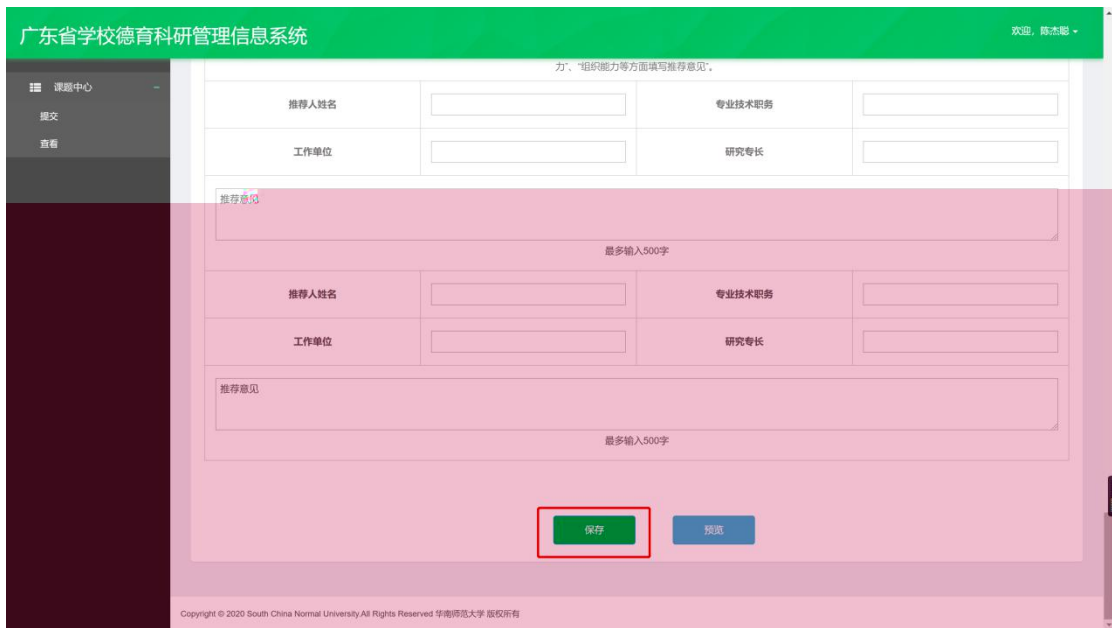 广东省学校德育科研管理信息系统
欢迎，陈杰聪
课题中心
提交
查看
力”、“组织能力等方面填写推荐意见”。
推荐人姓名 专业技术职务
工作单位 研究专长
推荐意见
最多输入500字
推荐人姓名 专业技术职务
工作单位 研究专长
推荐意见
最多输入500字
保存 预览
Copyright © 2020 South China Normal University.All Rights Reserved 华南师范大学 版权所有